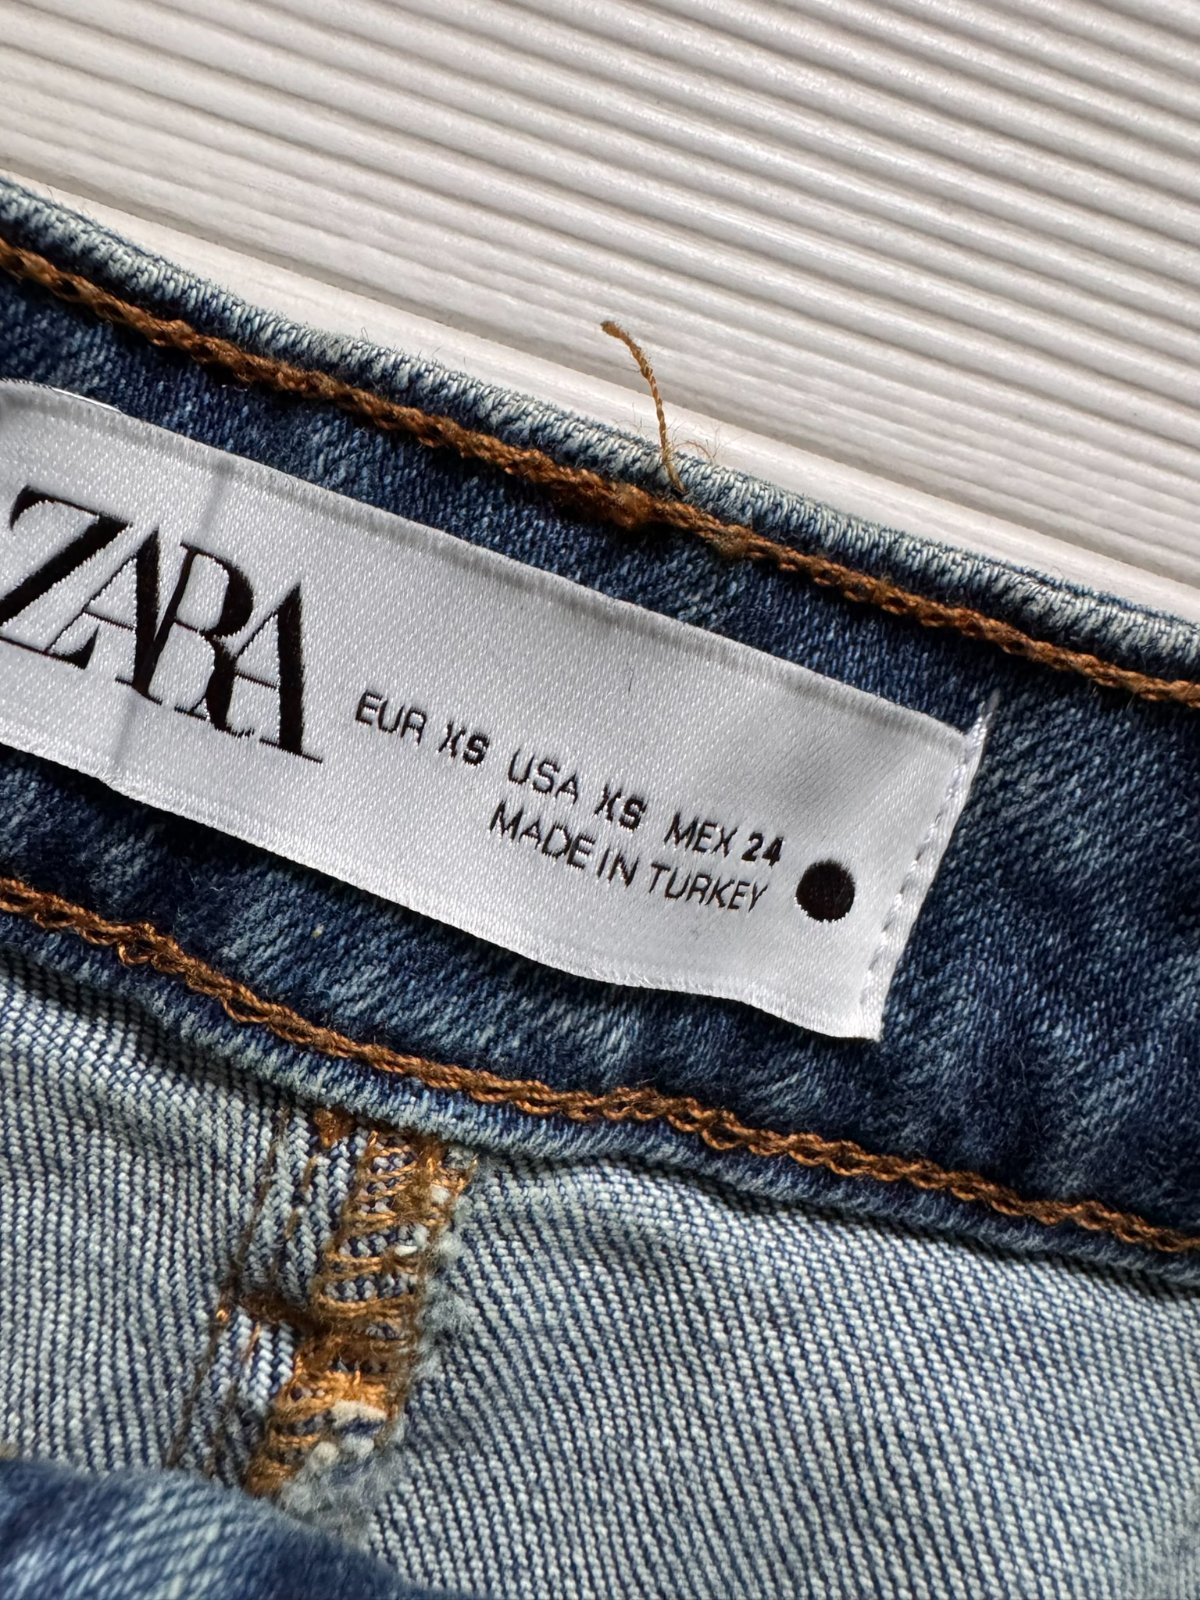 ZARA
EUR XS USA XS MEX 24
MADE IN TURKEY